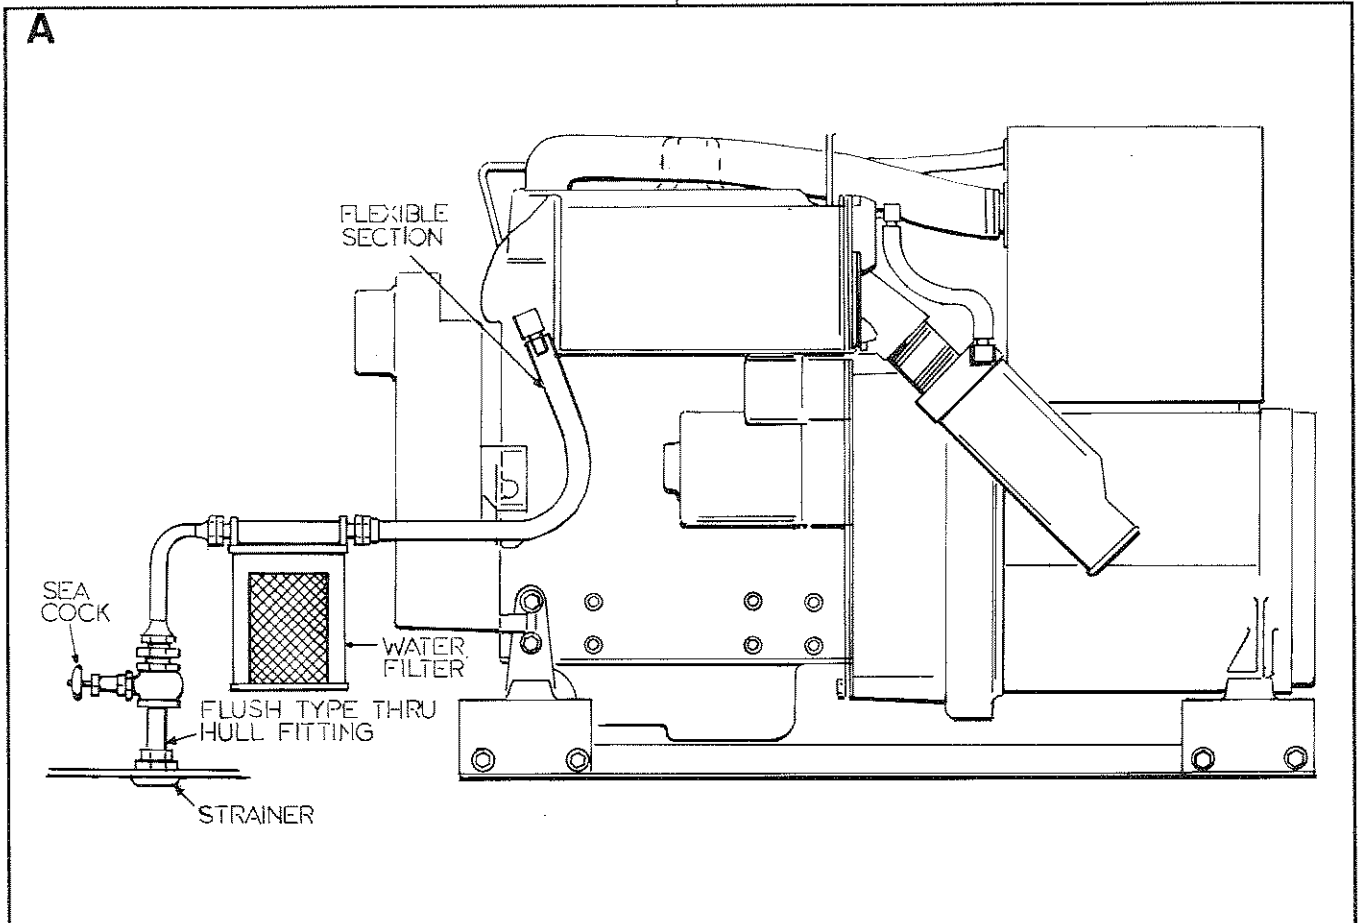 A
FLEXIBLE
SECTION
SEA
COCK
WATER
FILTER
FLUSH TYPE THRU
HULL FITTING
STRAINER